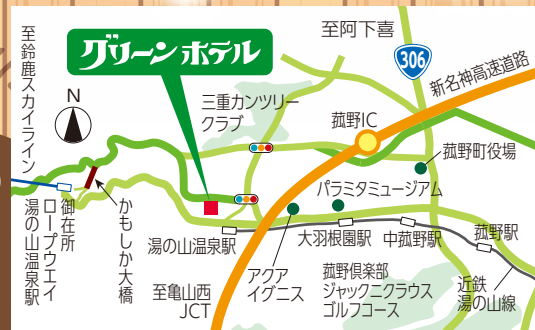 至阿下喜
306
新名神高速道路
グリーンホテル
至鈴鹿スカイライン
N
三重カンツリー
クラブ
菰野IC
菰野町役場
パラミタミュージアム
かもしか大橋
御在所
ロープウエイ
湯の山温泉駅
湯の山温泉駅
大羽根園駅
中菰野駅
菰野駅
アクア
イグニス
菰野倶楽部
ジャックニクラウス
ゴルフコース
近鉄
湯の山線
至亀山西
JCT